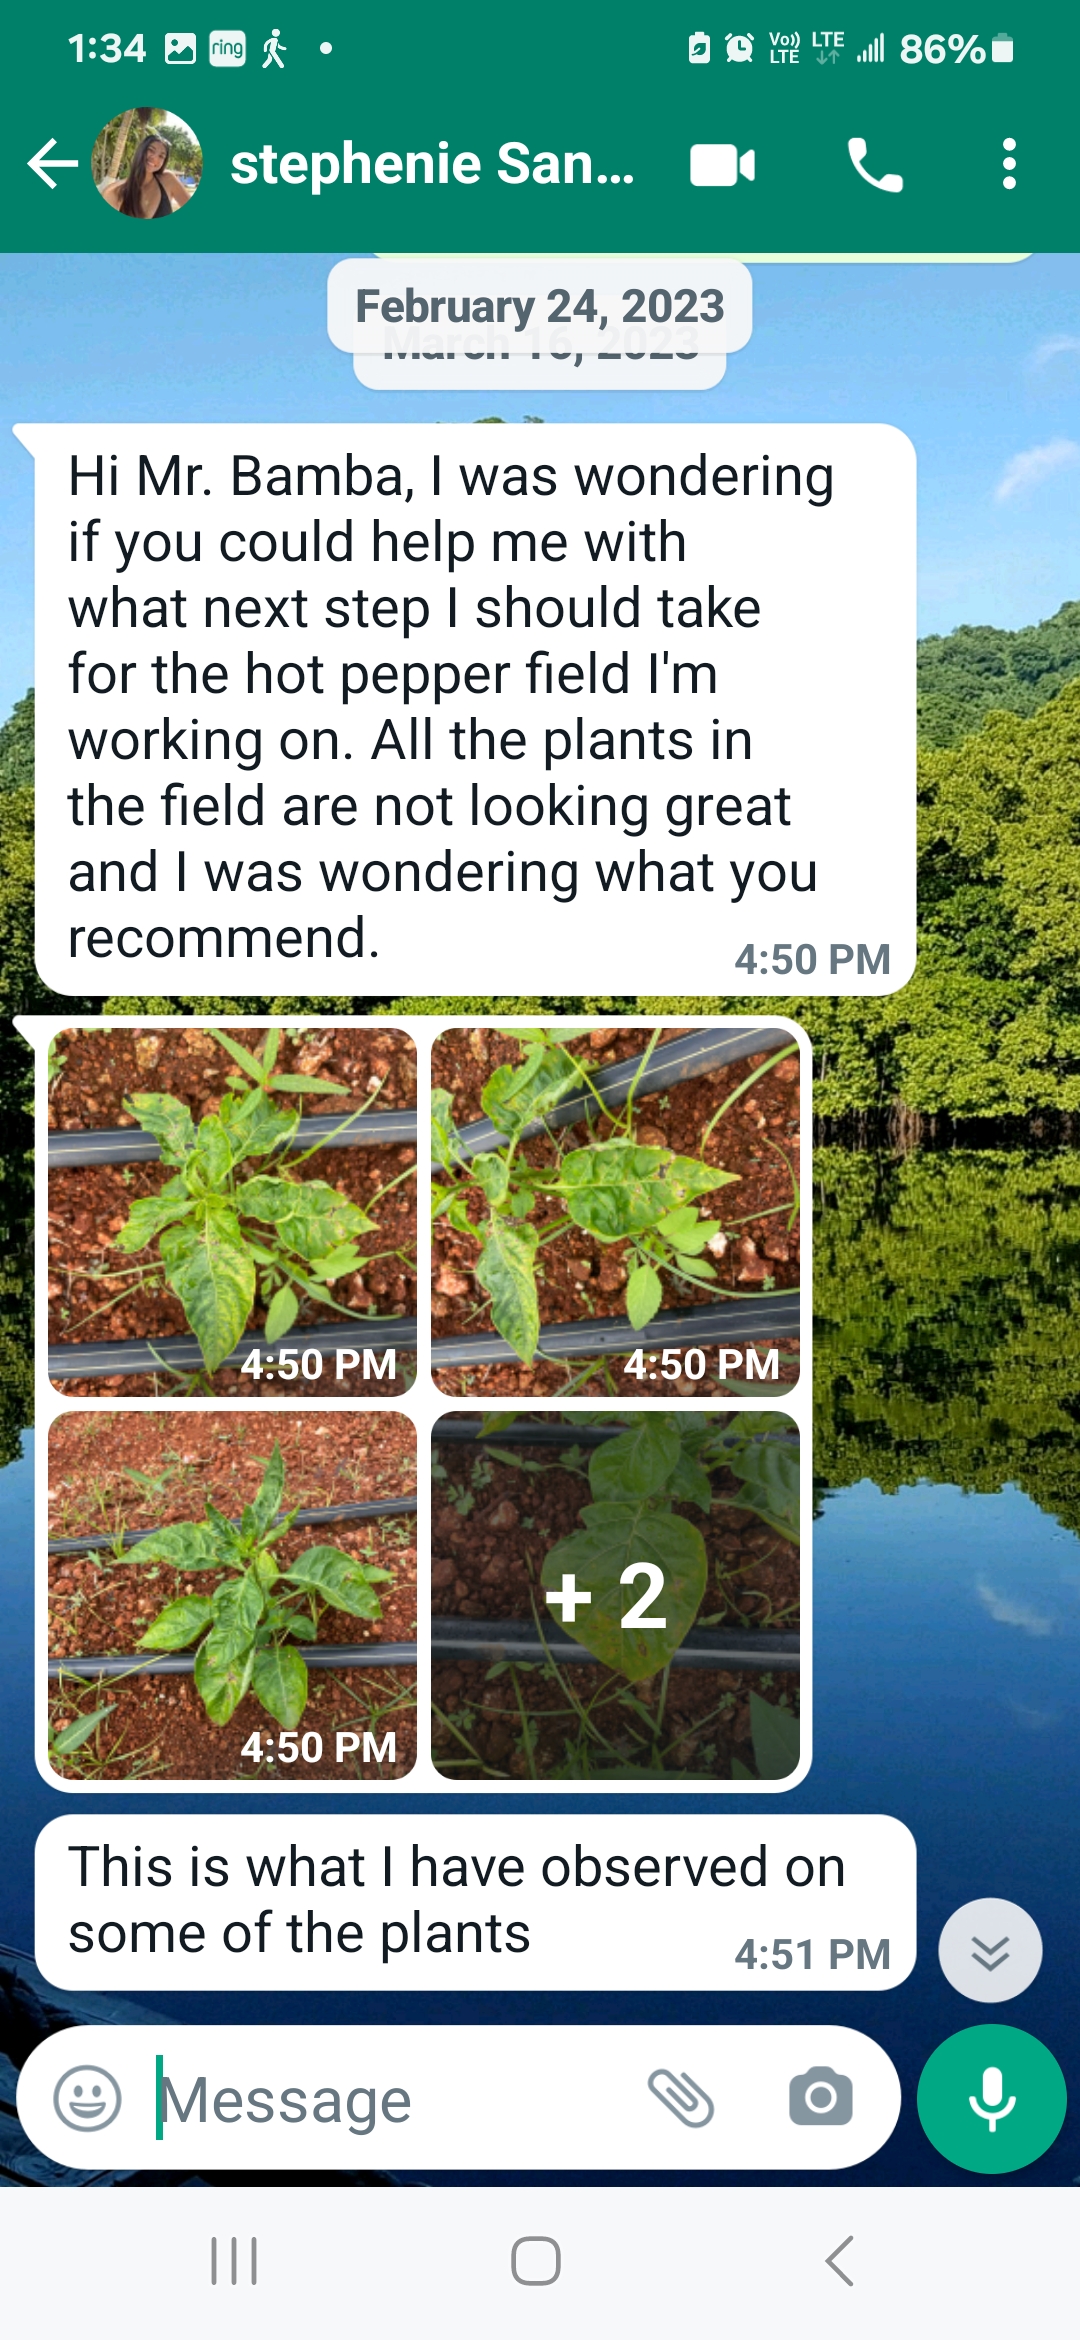 1:34
ring
Vo)) LTE
LTE
86%
stephenie San...
February 24, 2023
March 16, 2023
Hi Mr. Bamba, I was wondering
if you could help me with
what next step I should take
for the hot pepper field I'm
working on. All the plants in
the field are not looking great
and I was wondering what you
recommend.
4:50 PM
4:50 PM
4:50 PM
4:50 PM
+ 2
This is what I have observed on
some of the plants
4:51 PM
Message